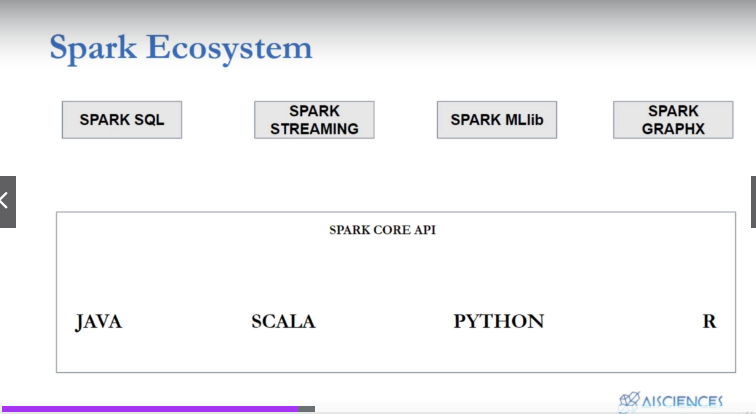 Spark Ecosystem
SPARK SQL
SPARK
STREAMING
SPARK MLlib
SPARK
GRAPHX
SPARK CORE API
JAVA
SCALA
PYTHON
R
AISCIENCES